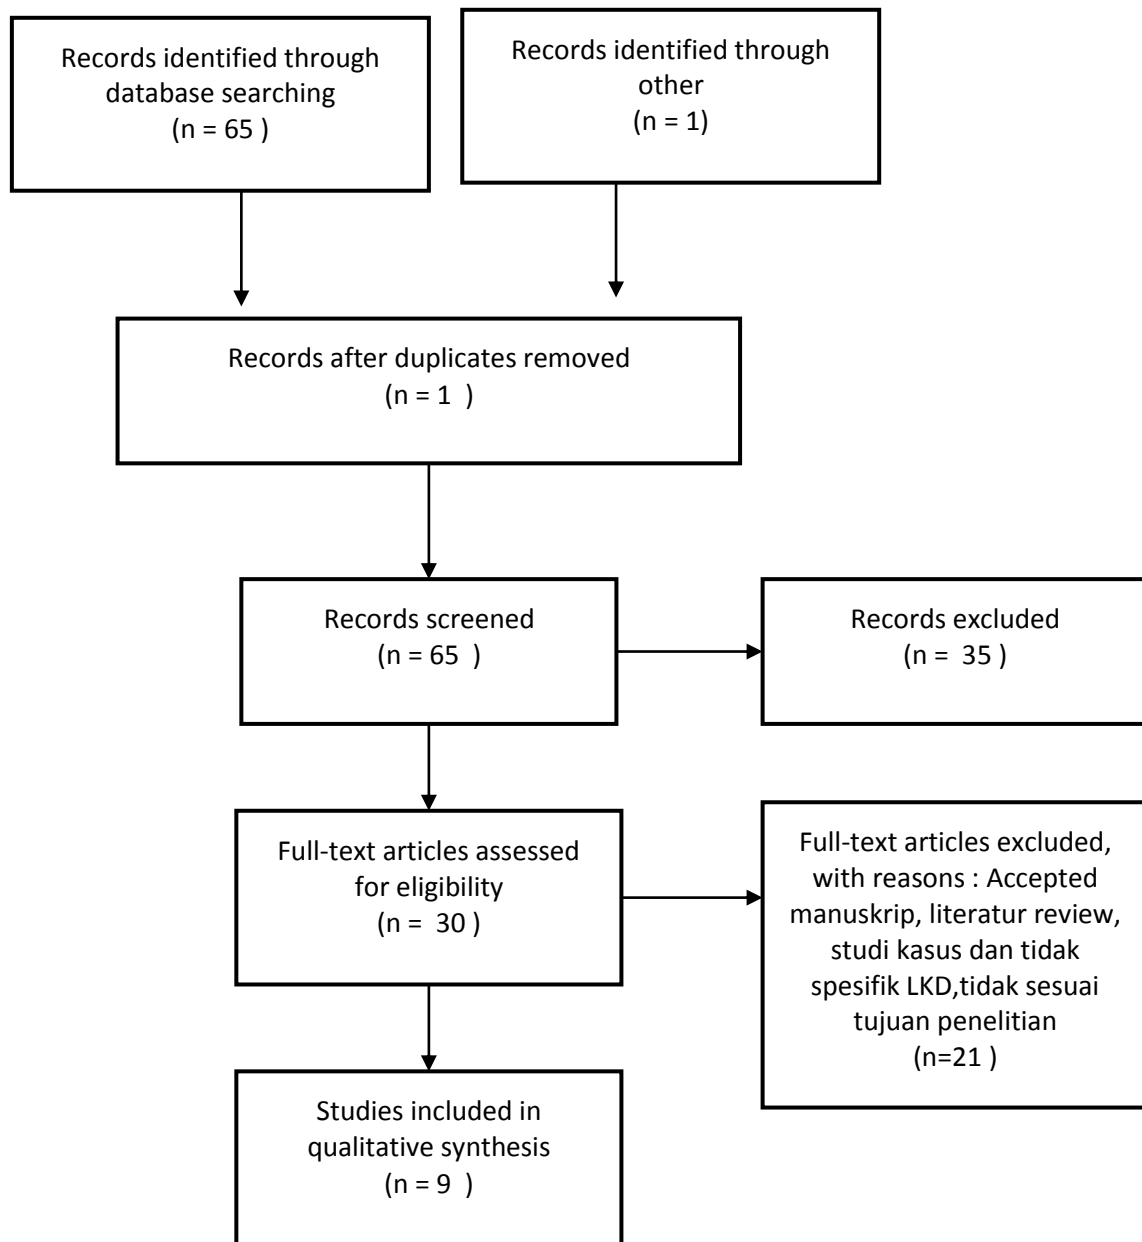 Records identified through
database searching
(n = 65 )
Records identified through
other
(n = 1)
Records after duplicates removed
(n = 1  )
Records screened
(n = 65  )
Records excluded
(n =  35 )
Full-text articles assessed
for eligibility
(n =  30 )
Full-text articles excluded,
with reasons : Accepted
manuskrip, literatur review,
studi kasus dan tidak
spesifik LKD,tidak sesuai
tujuan penelitian
(n=21 )
Studies included in
qualitative synthesis
(n = 9  )